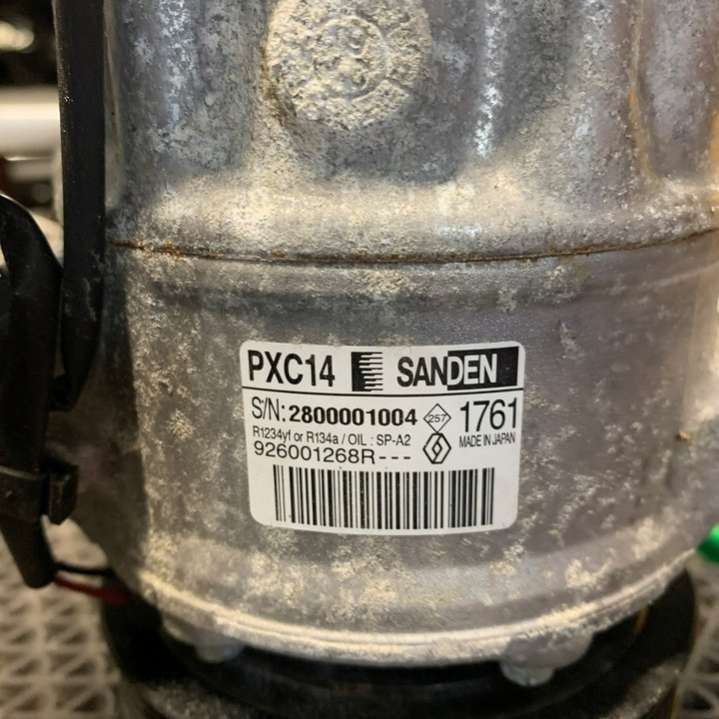 PXC14 SANDEN
S/N: 2800001004 257 1761
R1234yf or R134a / OIL : SP-A2 MADE IN JAPAN
926001268R---